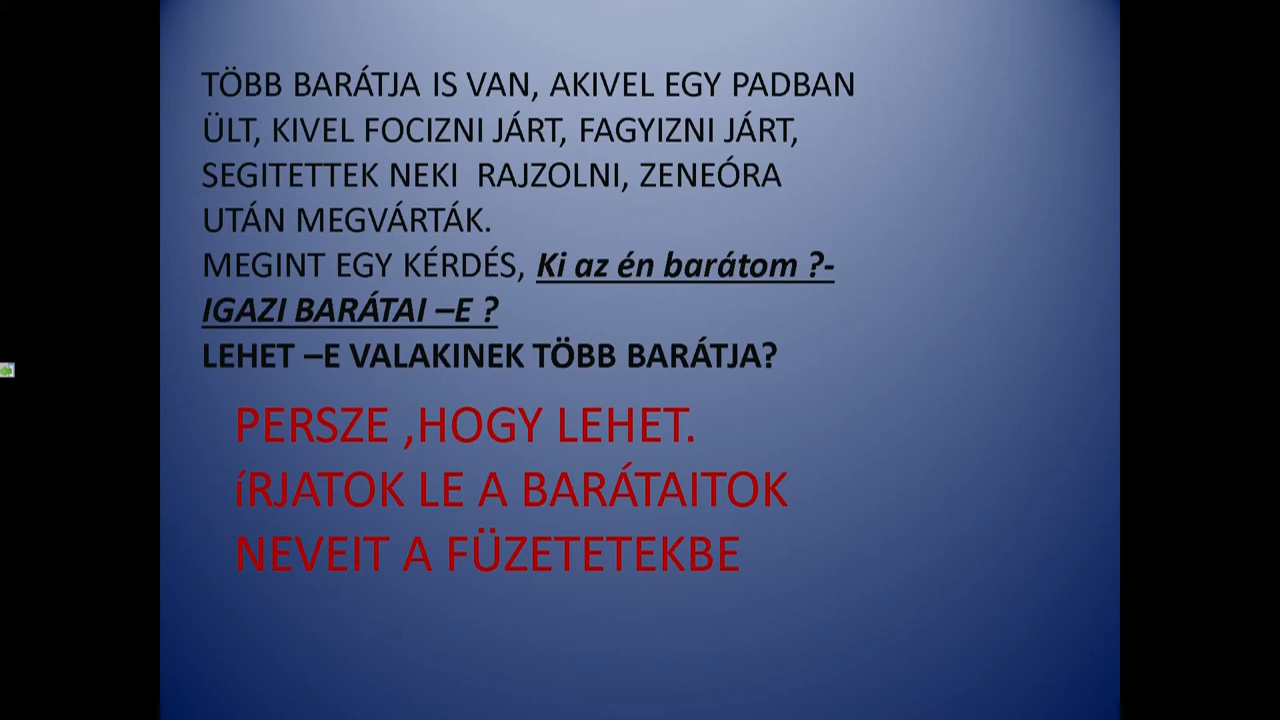 TÖBB BARÁTJA IS VAN, AKIVEL EGY PADBAN
ÜLT, KIVEL FOCIZNI JÁRT, FAGYIZNI JÁRT,
SEGITETTEK NEKI  RAJZOLNI, ZENEÓRA
UTÁN MEGVÁRTÁK.
MEGINT EGY KÉRDÉS, Ki az én barátom ?-
IGAZI BARÁTAI –E ?
LEHET –E VALAKINEK TÖBB BARÁTJA?
PERSZE ,HOGY LEHET.
íRJATOK LE A BARÁTAITOK
NEVEIT A FÜZETETEKBE